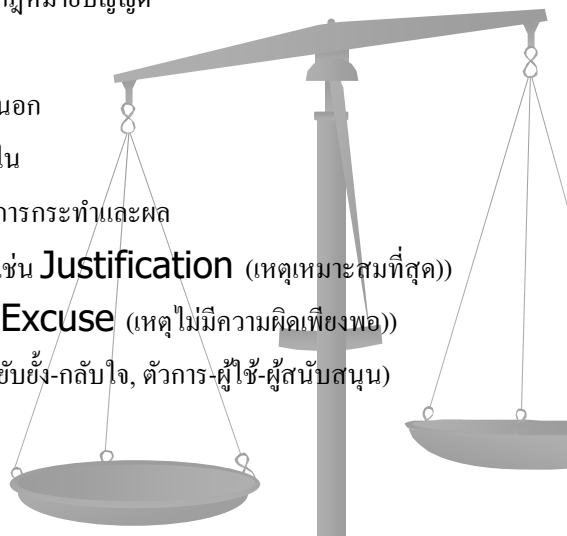 กฎหมายบัญญัติ
นอก
ใน
การกระทำและผล
เช่น Justification (เหตุเหมาะสมที่สุด))
Excuse (เหตุไม่มีความผิดเพียงพอ))
ยับยั้ง-กลับใจ, ตัวการ-ผู้ใช้-ผู้สนับสนุน)